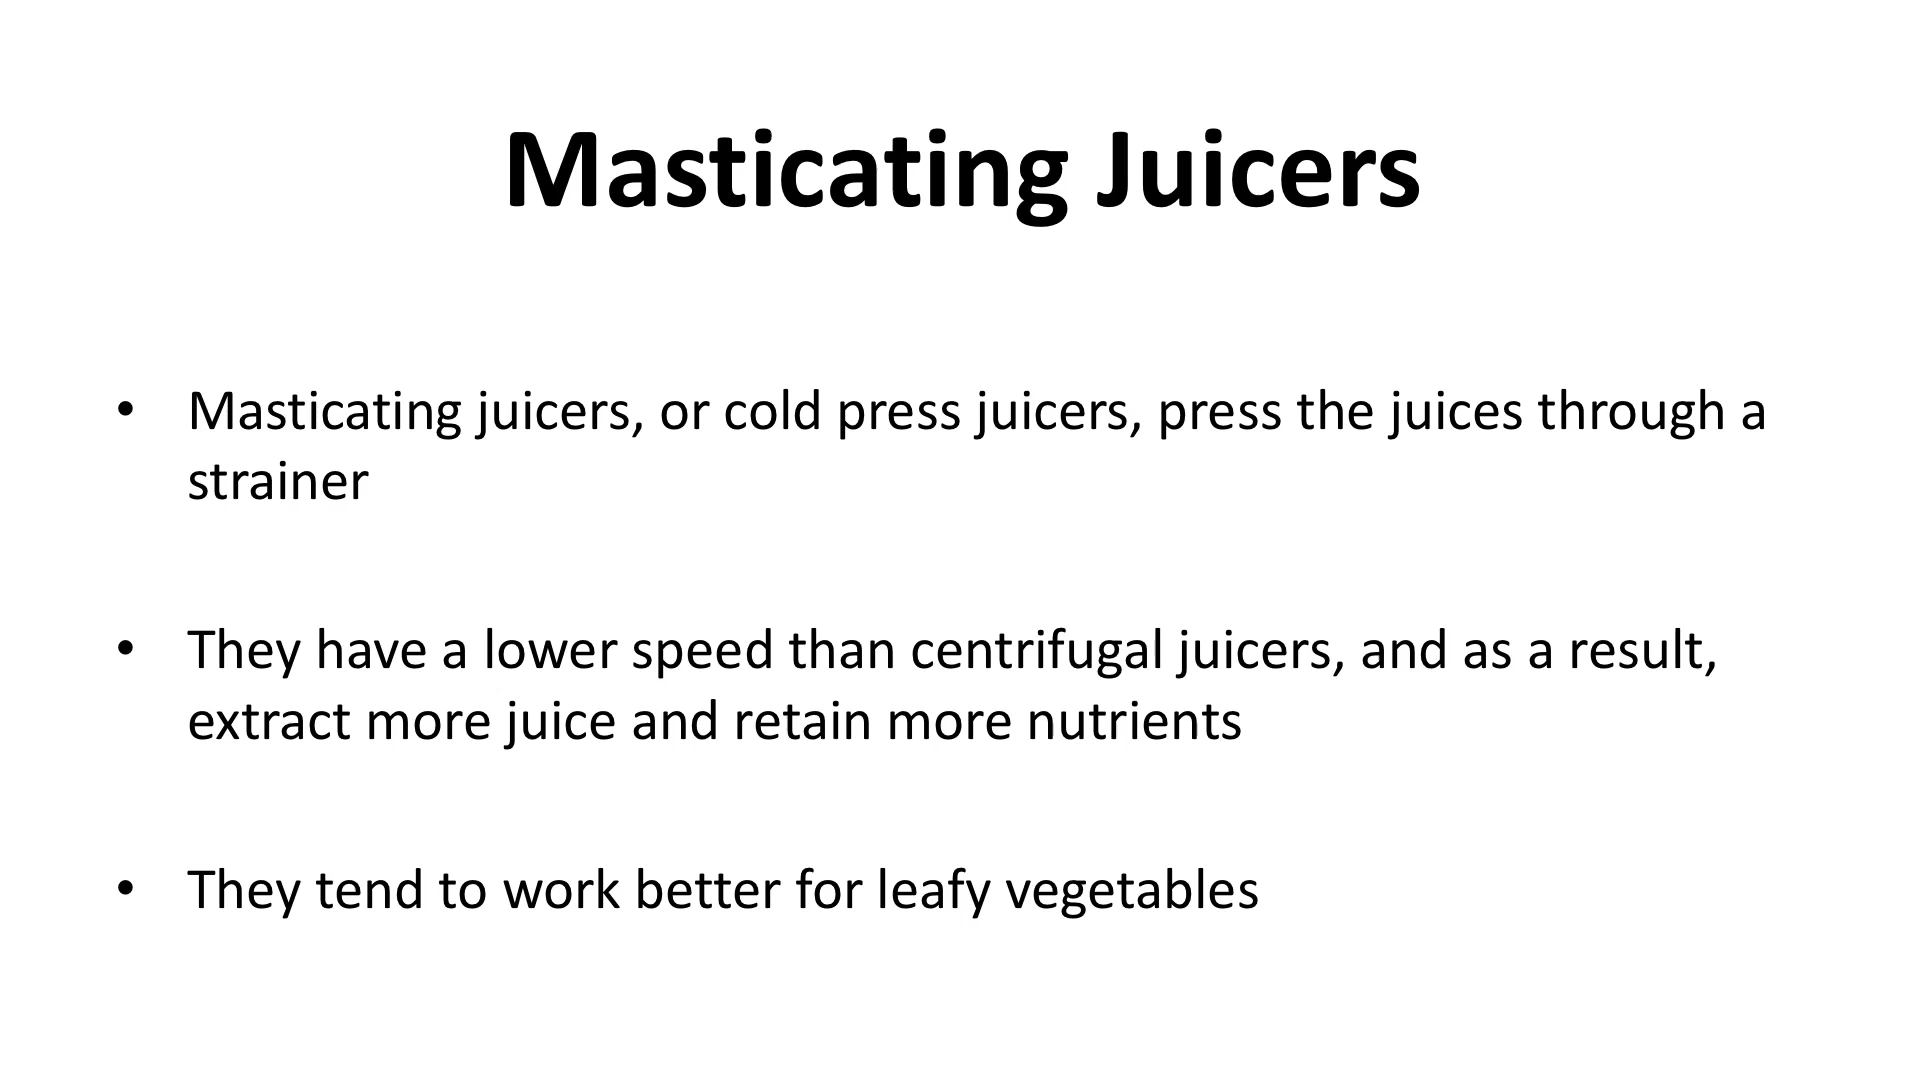 Masticating Juicers
• Masticating juicers, or cold press juicers, press the juices through a
strainer
• They have a lower speed than centrifugal juicers, and as a result,
extract more juice and retain more nutrients
• They tend to work better for leafy vegetables